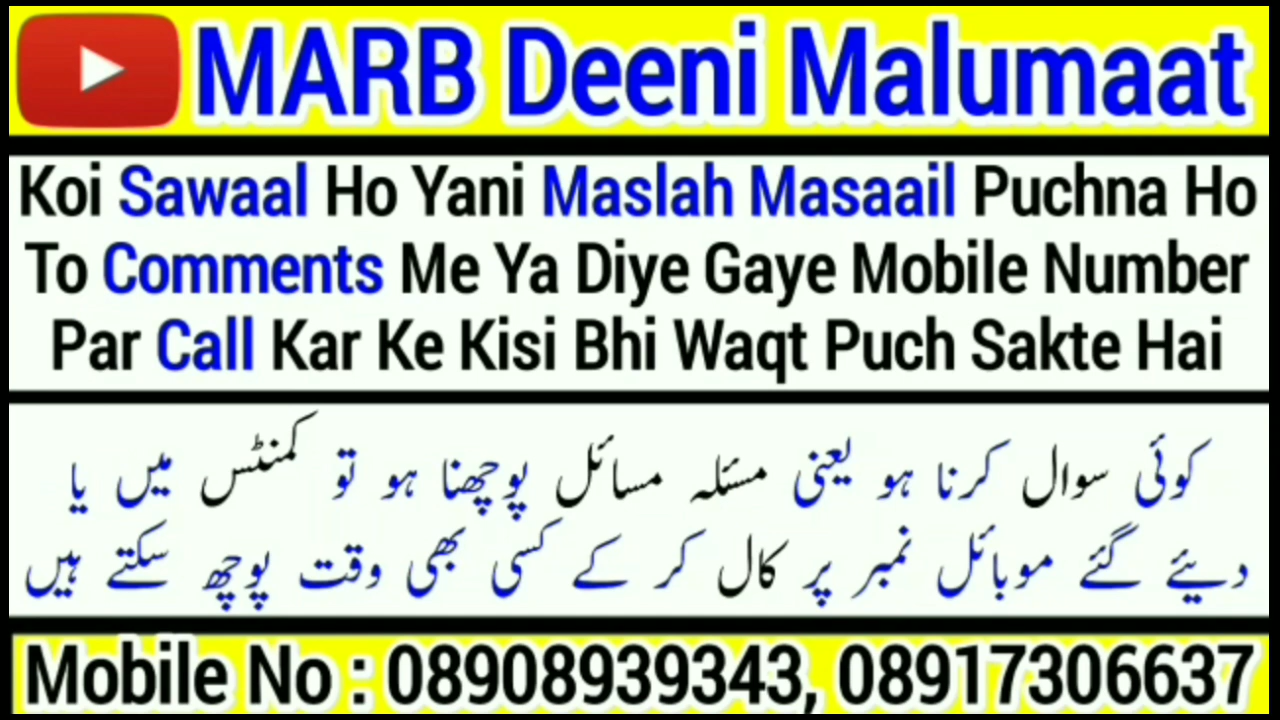 MARB Deeni Malumaat
Koi Sawaal Ho Yani Maslah Masaail Puchna Ho
To Comments Me Ya Diye Gaye Mobile Number
Par Call Kar Ke Kisi Bhi Waqt Puch Sakte Hai
کوئی سوال کرنا ہو یعنی مسئلہ مسائل پوچھنا ہو تو کمنٹس میں یا
دیئے گئے موبائل نمبر پر کال کر کے کسی بھی وقت پوچھ سکتے ہیں
Mobile No : 08908939343, 08917306637